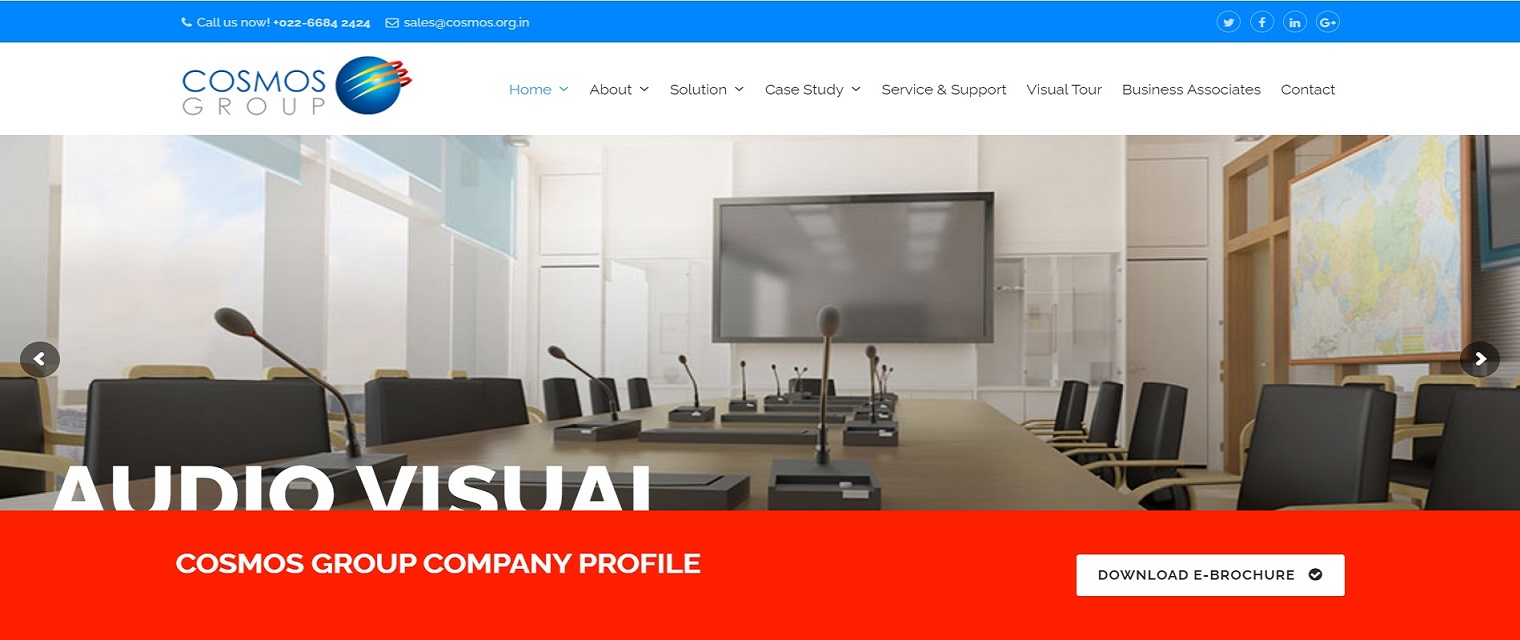 Call us now! +022-6684 2424 sales@cosmos.org.in
COSMOS
GROUP
Home About Solution Case Study Service & Support Visual Tour Business Associates Contact
AUDIO VISUAL
COSMOS GROUP COMPANY PROFILE
DOWNLOAD E-BROCHURE